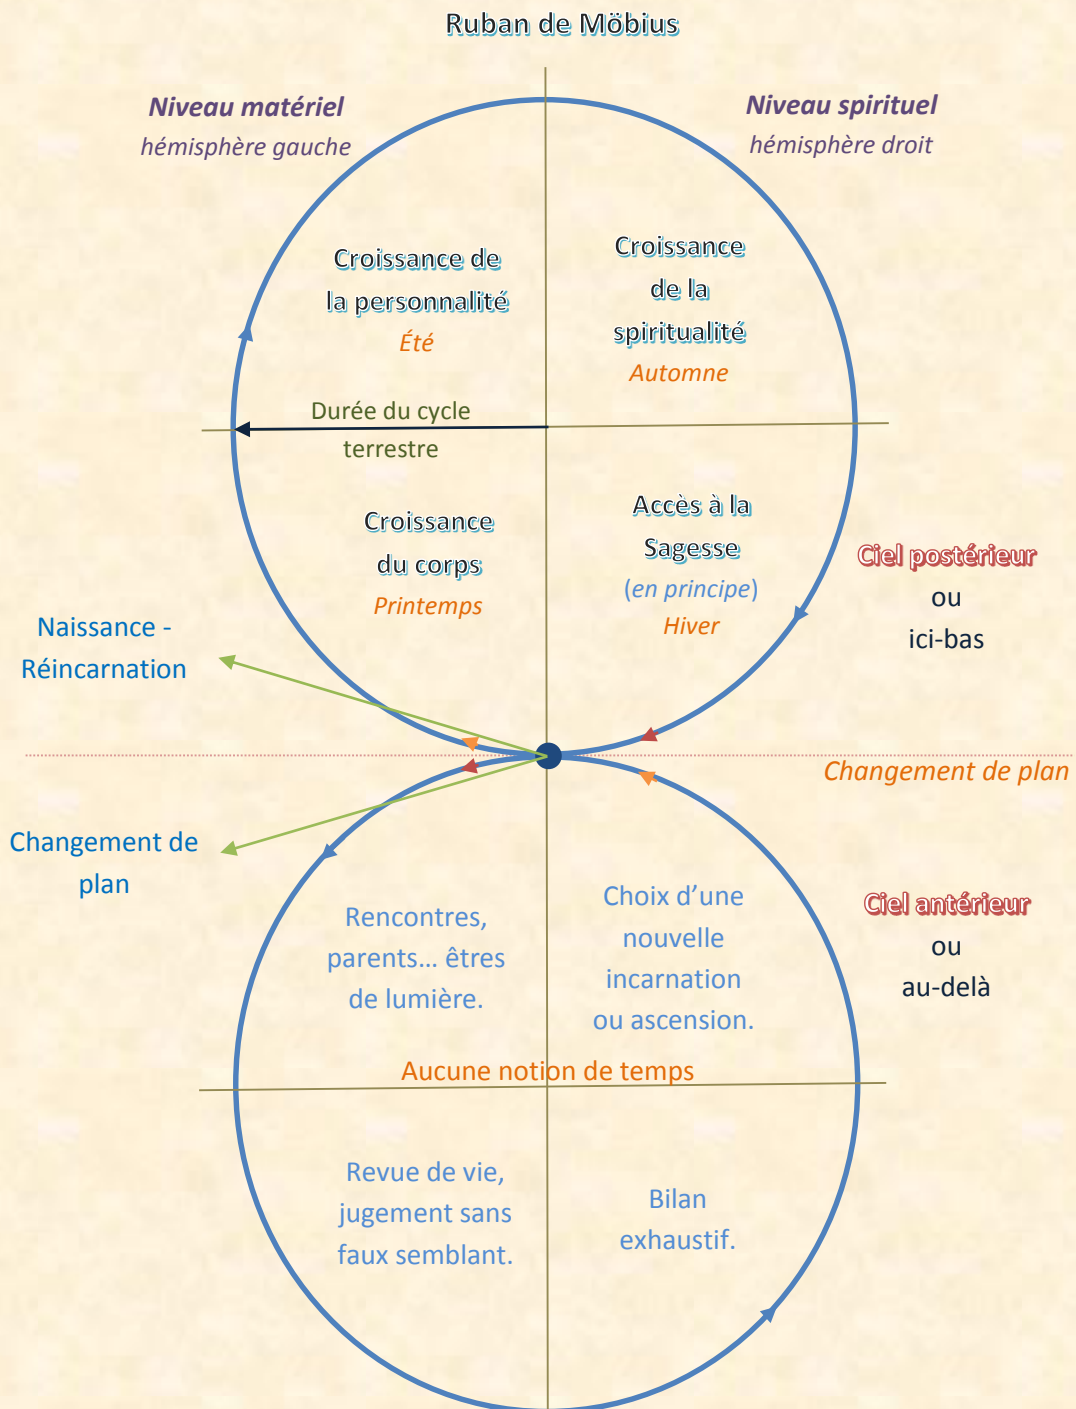 Ruban de Möbius
Niveau matériel
hémisphère gauche
Niveau spirituel
hémisphère droit
Croissance de
la personnalité
Été
Croissance
de la
spiritualité
Automne
Durée du cycle
terrestre
Croissance
du corps
Printemps
Accès à la
Sagesse
(en principe)
Hiver
Ciel postérieur
ou
ici-bas
Naissance -
Réincarnation
Changement de plan
Changement de
plan
Rencontres,
parents... êtres
de lumière.
Choix d’une
nouvelle
incarnation
ou ascension.
Ciel antérieur
ou
au-delà
Aucune notion de temps
Revue de vie,
jugement sans
faux semblant.
Bilan
exhaustif.